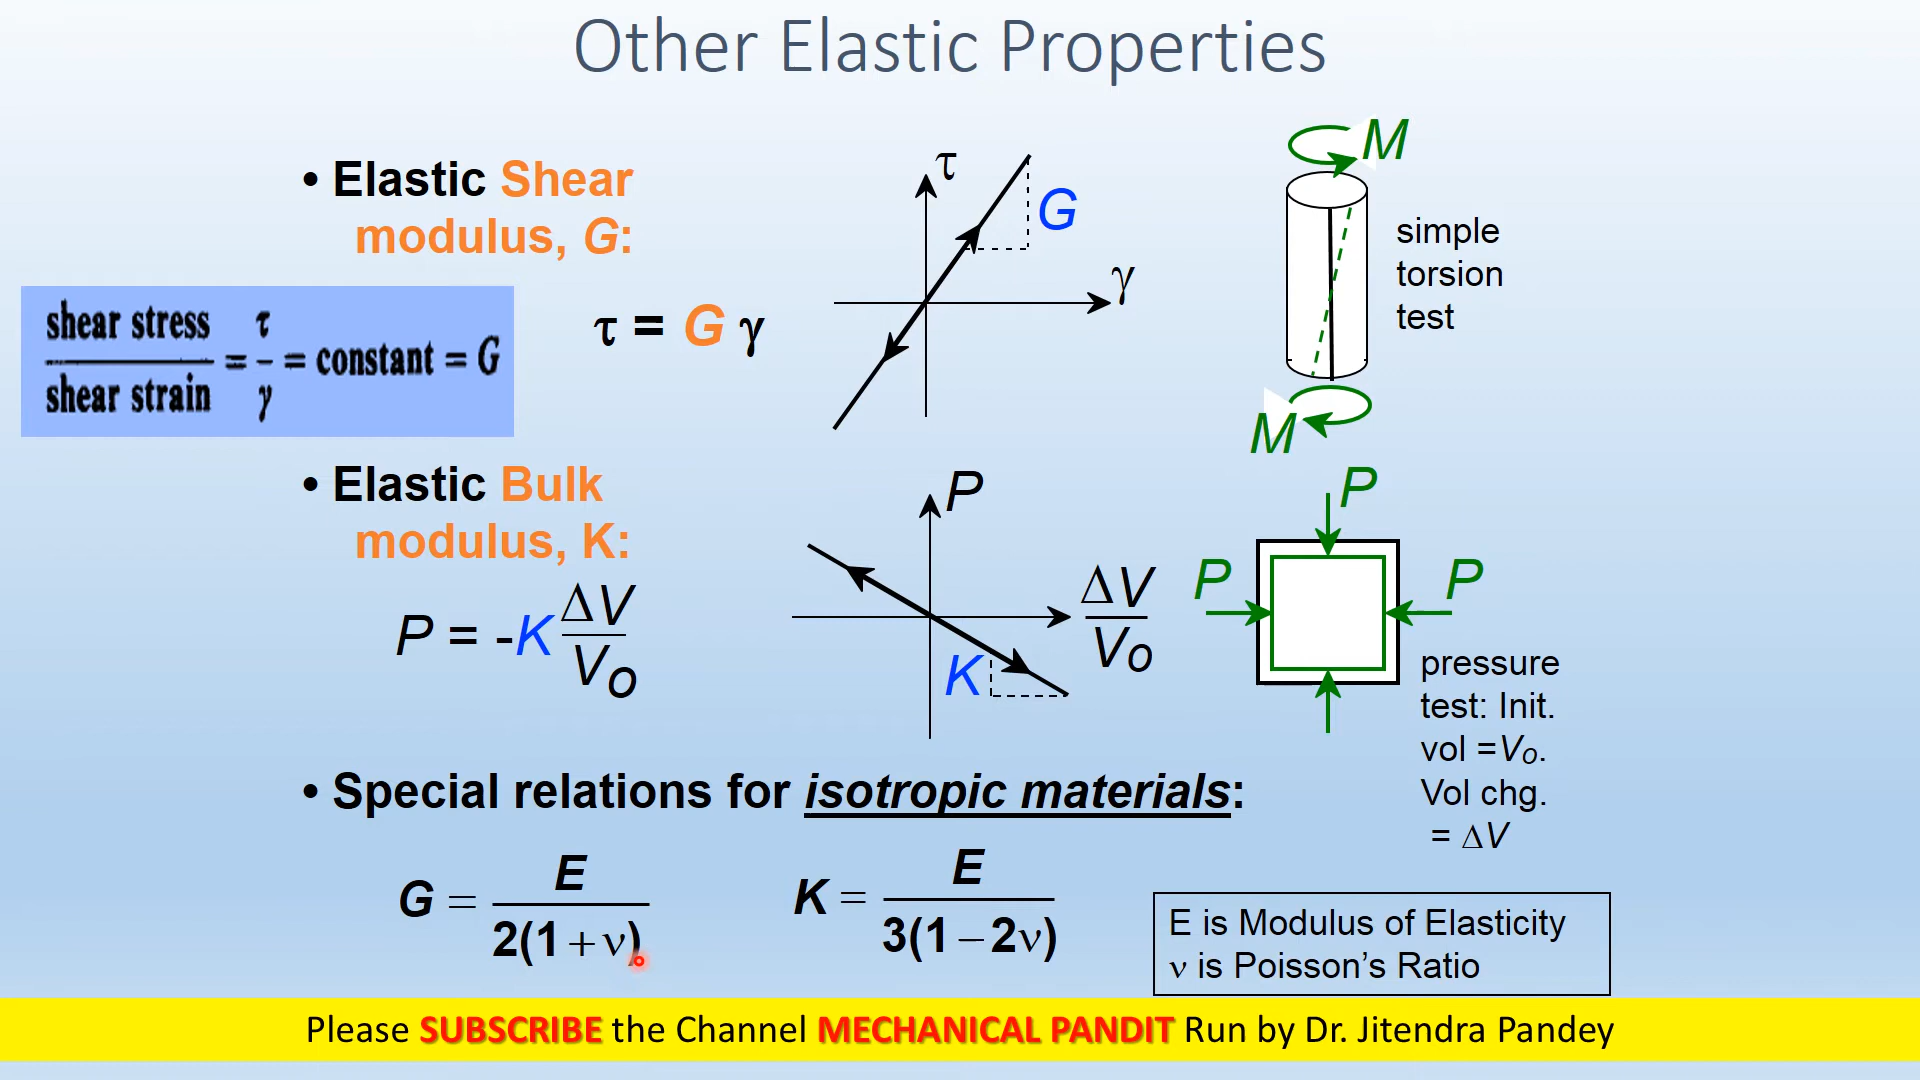 Other Elastic Properties
• Elastic Shear
modulus, G:
shear stress / shear strain = τ / γ = constant = G
τ = G γ
τ
G
γ
M
simple
torsion
test
M
• Elastic Bulk
modulus, K:
P = -K ΔV / Vo
P
ΔV / Vo
K
P
P
P
pressure
test: Init.
vol =Vo.
Vol chg.
= ΔV
• Special relations for isotropic materials:
G = E / 2(1 + ν)
K = E / 3(1 – 2ν)
E is Modulus of Elasticity
ν is Poisson’s Ratio
Please SUBSCRIBE the Channel MECHANICAL PANDIT Run by Dr. Jitendra Pandey